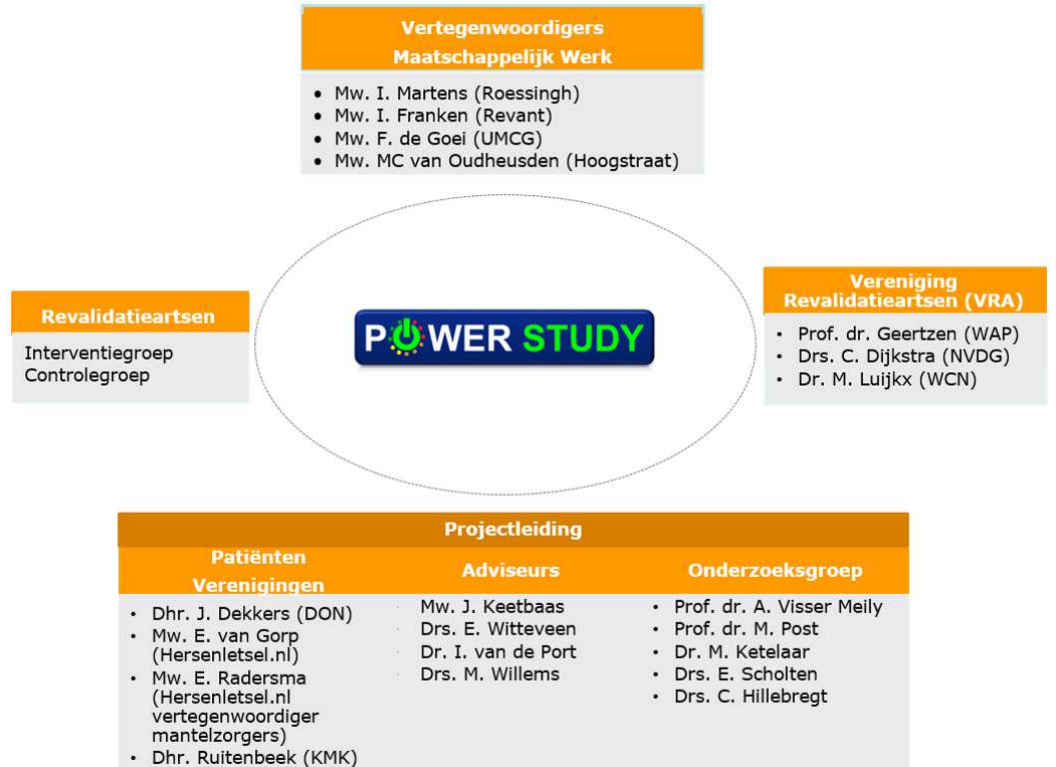 Vertegenwoordigers
Maatschappelijk Werk
• Mw. I. Martens (Roessingh)
• Mw. I. Franken (Revant)
• Mw. F. de Goei (UMCG)
• Mw. MC van Oudheusden (Hoogstraat)
Revalidatieartsen
Interventiegroep
Controlegroep
POWER STUDY
Vereniging
Revalidatieartsen (VRA)
• Prof. dr. Geertzen (WAP)
• Drs. C. Dijkstra (NVDG)
• Dr. M. Luijkx (WCN)
Projectleiding
Patiënten
Verenigingen
• Dhr. J. Dekkers (DON)
• Mw. E. van Gorp
(Hersenletsel.nl)
• Mw. E. Radersma
(Hersenletsel.nl
vertegenwoordiger
mantelzorgers)
• Dhr. Ruitenbeek (KMK)
Adviseurs
· Mw. J. Keetbaas
· Drs. E. Witteveen
· Dr. I. van de Port
· Drs. M. Willems
Onderzoeksgroep
• Prof. dr. A. Visser Meily
• Prof. dr. M. Post
• Dr. M. Ketelaar
• Drs. E. Scholten
• Drs. C. Hillebregt